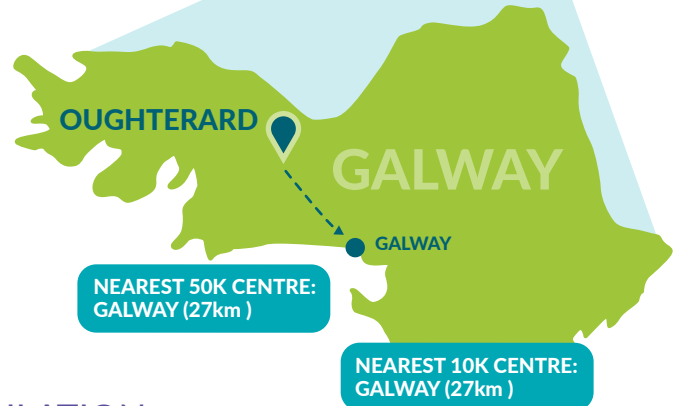 OUGHTERARD
GALWAY
GALWAY
NEAREST 50K CENTRE:
GALWAY (27km )
NEAREST 10K CENTRE:
GALWAY (27km )